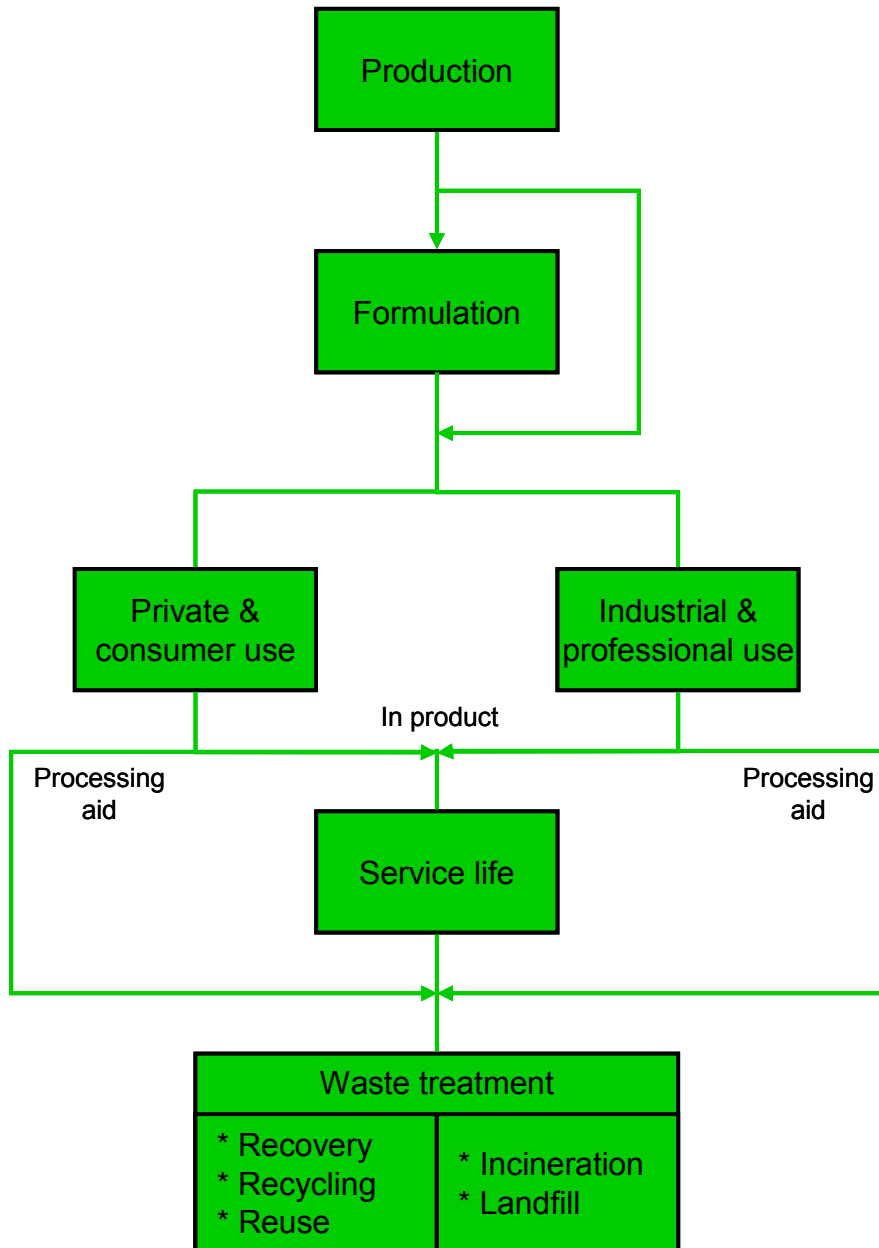 Production
Formulation
Private &
consumer use
Industrial &
professional use
In product
Processing
aid
Processing
aid
Service life
Waste treatment
* Recovery
* Recycling
* Reuse
* Incineration
* Landfill